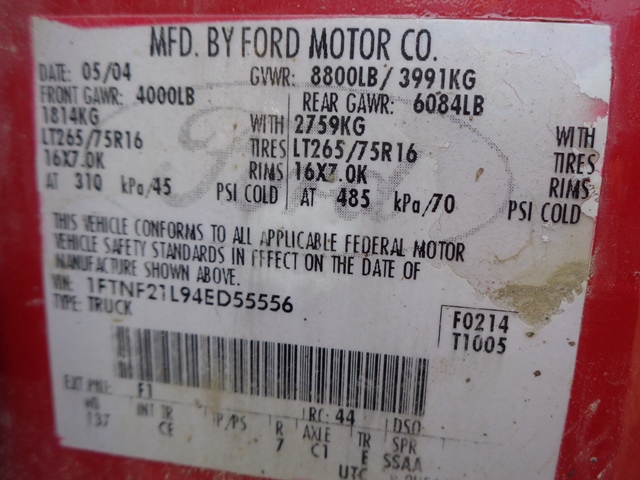 MFD. BY FORD MOTOR CO.
DATE: 05/04 GVWR: 8800LB/ 3991KG
FRONT GAWR: 4000LB REAR GAWR: 6084LB
1814KG WITH 2759KG WITH
LT265/75R16 TIRES LT265/75R16 TIRES
16X7.0K RIMS 16X7.0K RIMS
AT 310 kPa/45 PSI COLD AT 485 kPa/70 PSI COLD
Ford
THIS VEHICLE CONFORMS TO ALL APPLICABLE FEDERAL MOTOR
VEHICLE SAFETY STANDARDS IN EFFECT ON THE DATE OF
MANUFACTURE SHOWN ABOVE.
VIN: 1FTNF21L94ED55556
TYPE: TRUCK
F0214
T1005
EXT PNT: F1 RC: 44 DSO
WB INT TR TP/PS R AXLE TR SPR
137 CE 7 C1 E SSAA
UTC